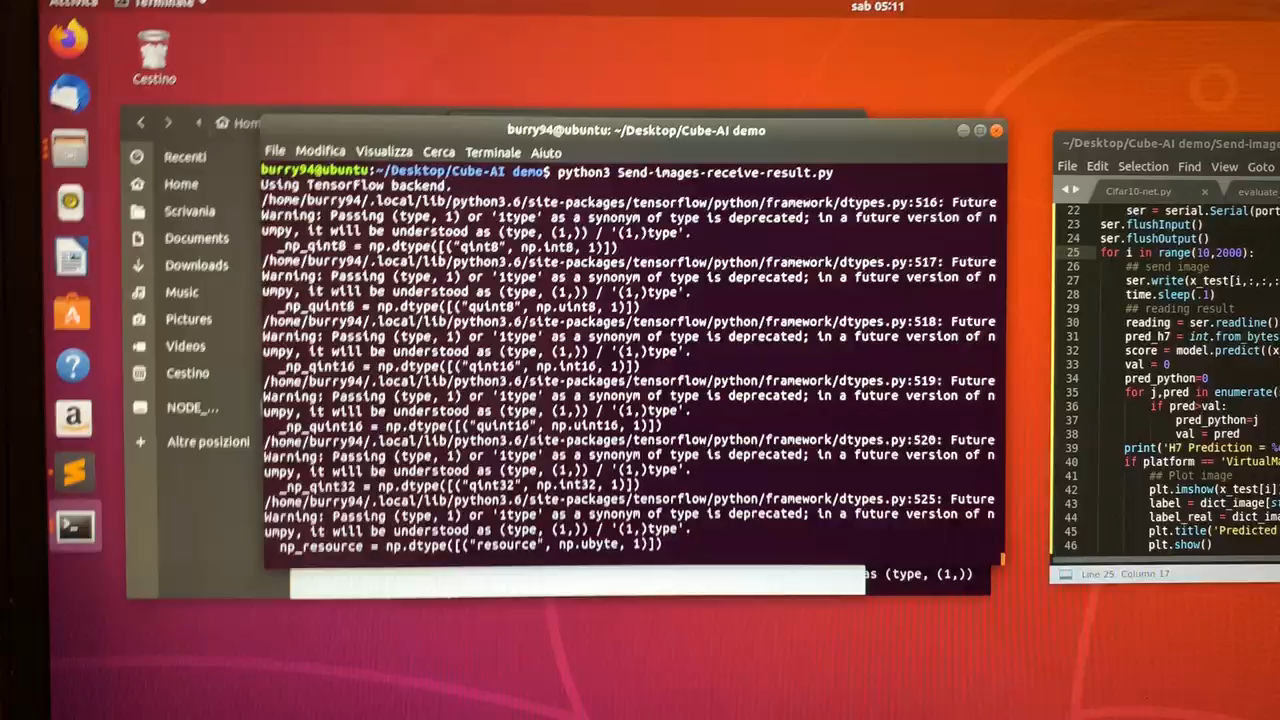 Attività
Terminale
sab 05:11
Cestino
Hom
Recenti
Home
Scrivania
Documents
Downloads
Music
Pictures
Videos
Cestino
NODE_...
Altre posizioni
burry94@ubuntu: ~/Desktop/Cube-AI demo
File Modifica Visualizza Cerca Terminale Aiuto
burry94@ubuntu:~/Desktop/Cube-AI demo$ python3 Send-images-receive-result.py
Using TensorFlow backend.
/home/burry94/.local/lib/python3.6/site-packages/tensorflow/python/framework/dtypes.py:516: Future
Warning: Passing (type, 1) or '1type' as a synonym of type is deprecated; in a future version of n
umpy, it will be understood as (type, (1,)) / '(1,)type'.
_np_qint8 = np.dtype([("qint8", np.int8, 1)])
/home/burry94/.local/lib/python3.6/site-packages/tensorflow/python/framework/dtypes.py:517: Future
Warning: Passing (type, 1) or '1type' as a synonym of type is deprecated; in a future version of n
umpy, it will be understood as (type, (1,)) / '(1,)type'.
_np_quint8 = np.dtype([("quint8", np.uint8, 1)])
/home/burry94/.local/lib/python3.6/site-packages/tensorflow/python/framework/dtypes.py:518: Future
Warning: Passing (type, 1) or '1type' as a synonym of type is deprecated; in a future version of n
umpy, it will be understood as (type, (1,)) / '(1,)type'.
_np_qint16 = np.dtype([("qint16", np.int16, 1)])
/home/burry94/.local/lib/python3.6/site-packages/tensorflow/python/framework/dtypes.py:519: Future
Warning: Passing (type, 1) or '1type' as a synonym of type is deprecated; in a future version of n
umpy, it will be understood as (type, (1,)) / '(1,)type'.
_np_quint16 = np.dtype([("quint16", np.uint16, 1)])
/home/burry94/.local/lib/python3.6/site-packages/tensorflow/python/framework/dtypes.py:520: Future
Warning: Passing (type, 1) or '1type' as a synonym of type is deprecated; in a future version of n
umpy, it will be understood as (type, (1,)) / '(1,)type'.
_np_qint32 = np.dtype([("qint32", np.int32, 1)])
/home/burry94/.local/lib/python3.6/site-packages/tensorflow/python/framework/dtypes.py:525: Future
Warning: Passing (type, 1) or '1type' as a synonym of type is deprecated; in a future version of n
umpy, it will be understood as (type, (1,)) / '(1,)type'.
np_resource = np.dtype([("resource", np.ubyte, 1)])
as (type, (1,))
~/Desktop/Cube-AI demo/Send-Image
File Edit Selection Find View Goto
Cifar10-net.py × evaluate
22 ser = serial.Serial(port
23 ser.flushInput()
24 ser.flushOutput()
25 for i in range(10,2000):
26 ## send image
27 ser.write(x_test[i,:,:,:
28 time.sleep(.1)
29 ## reading result
30 reading = ser.readline()
31 pred_h7 = int.from_bytes
32 score = model.predict((x
33 val = 0
34 pred_python=0
35 for j,pred in enumerate(
36 if pred>val:
37 pred_python=j
38 val = pred
39 print('H7 Prediction = %
40 if platform == 'VirtualMa
41 ## Plot image
42 plt.imshow(x_test[i])
43 label = dict_image[s
44 label_real = dict_ima
45 plt.title('Predicted
46 plt.show()
Line 25 Column 17